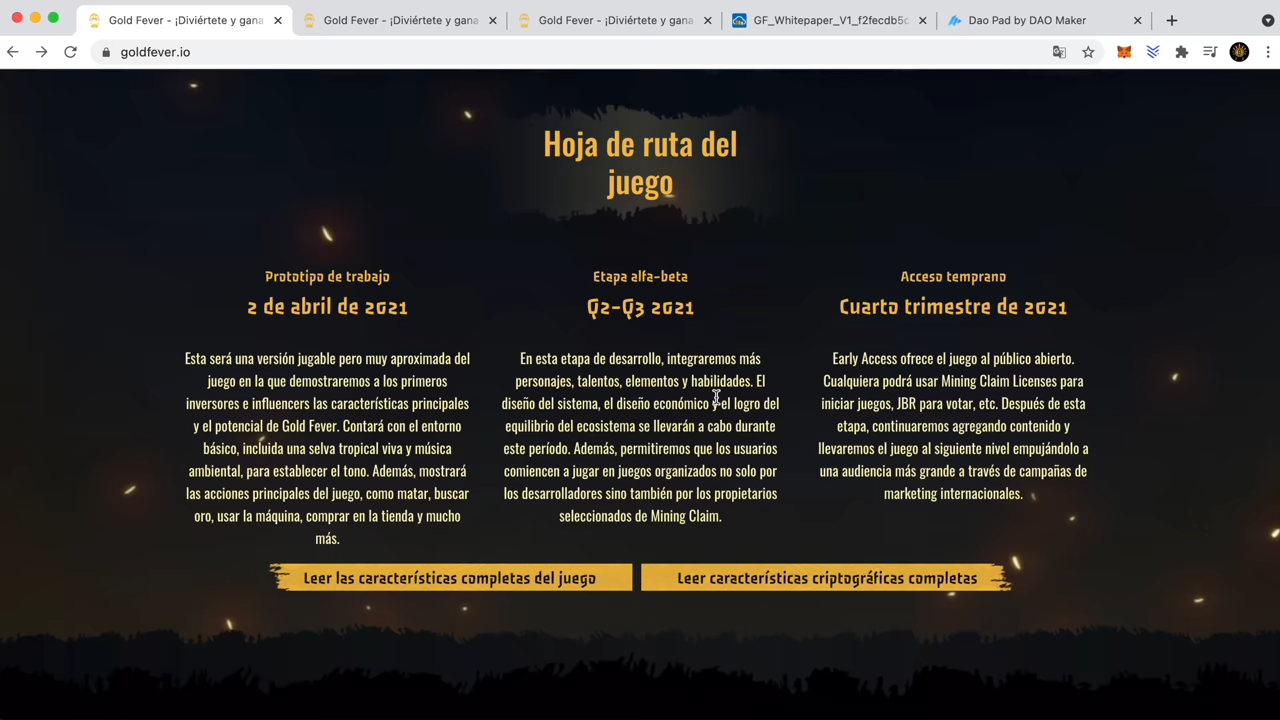 Gold Fever - ¡Diviértete y gana
Gold Fever - ¡Diviértete y gana
Gold Fever - ¡Diviértete y gana
GF_Whitepaper_V1_f2fecdb5c
Dao Pad by DAO Maker
goldfever.io
Hoja de ruta del
juego
Prototipo de trabajo
2 de abril de 2021
Esta será una versión jugable pero muy aproximada del
juego en la que demostraremos a los primeros
inversores e influencers las características principales
y el potencial de Gold Fever. Contará con el entorno
básico, incluida una selva tropical viva y música
ambiental, para establecer el tono. Además, mostrará
las acciones principales del juego, como matar, buscar
oro, usar la máquina, comprar en la tienda y mucho
más.
Etapa alfa-beta
Q2-Q3 2021
En esta etapa de desarrollo, integraremos más
personajes, talentos, elementos y habilidades. El
diseño del sistema, el diseño económico y el logro del
equilibrio del ecosistema se llevarán a cabo durante
este período. Además, permitiremos que los usuarios
comiencen a jugar en juegos organizados no solo por
los desarrolladores sino también por los propietarios
seleccionados de Mining Claim.
Acceso temprano
Cuarto trimestre de 2021
Early Access ofrece el juego al público abierto.
Cualquiera podrá usar Mining Claim Licenses para
iniciar juegos, JBR para votar, etc. Después de esta
etapa, continuaremos agregando contenido y
llevaremos el juego al siguiente nivel empujándolo a
una audiencia más grande a través de campañas de
marketing internacionales.
Leer las características completas del juego
Leer características criptográficas completas